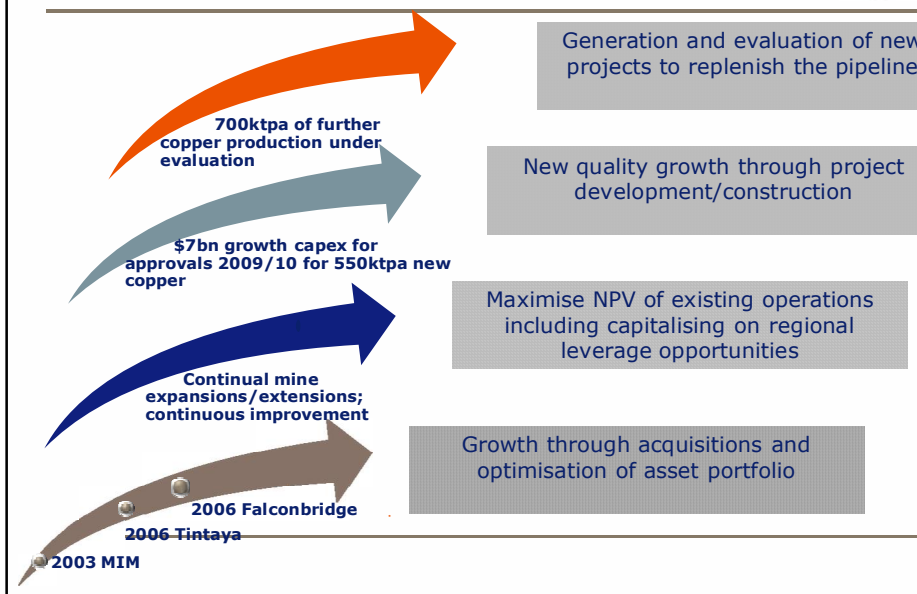 Generation and evaluation of new
projects to replenish the pipeline
700ktpa of further
copper production under
evaluation
New quality growth through project
development/construction
$7bn growth capex for
approvals 2009/10 for 550ktpa new
copper
Maximise NPV of existing operations
including capitalising on regional
leverage opportunities
Continual mine
expansions/extensions;
continuous improvement
Growth through acquisitions and
optimisation of asset portfolio
2006 Falconbridge
2006 Tintaya
2003 MIM